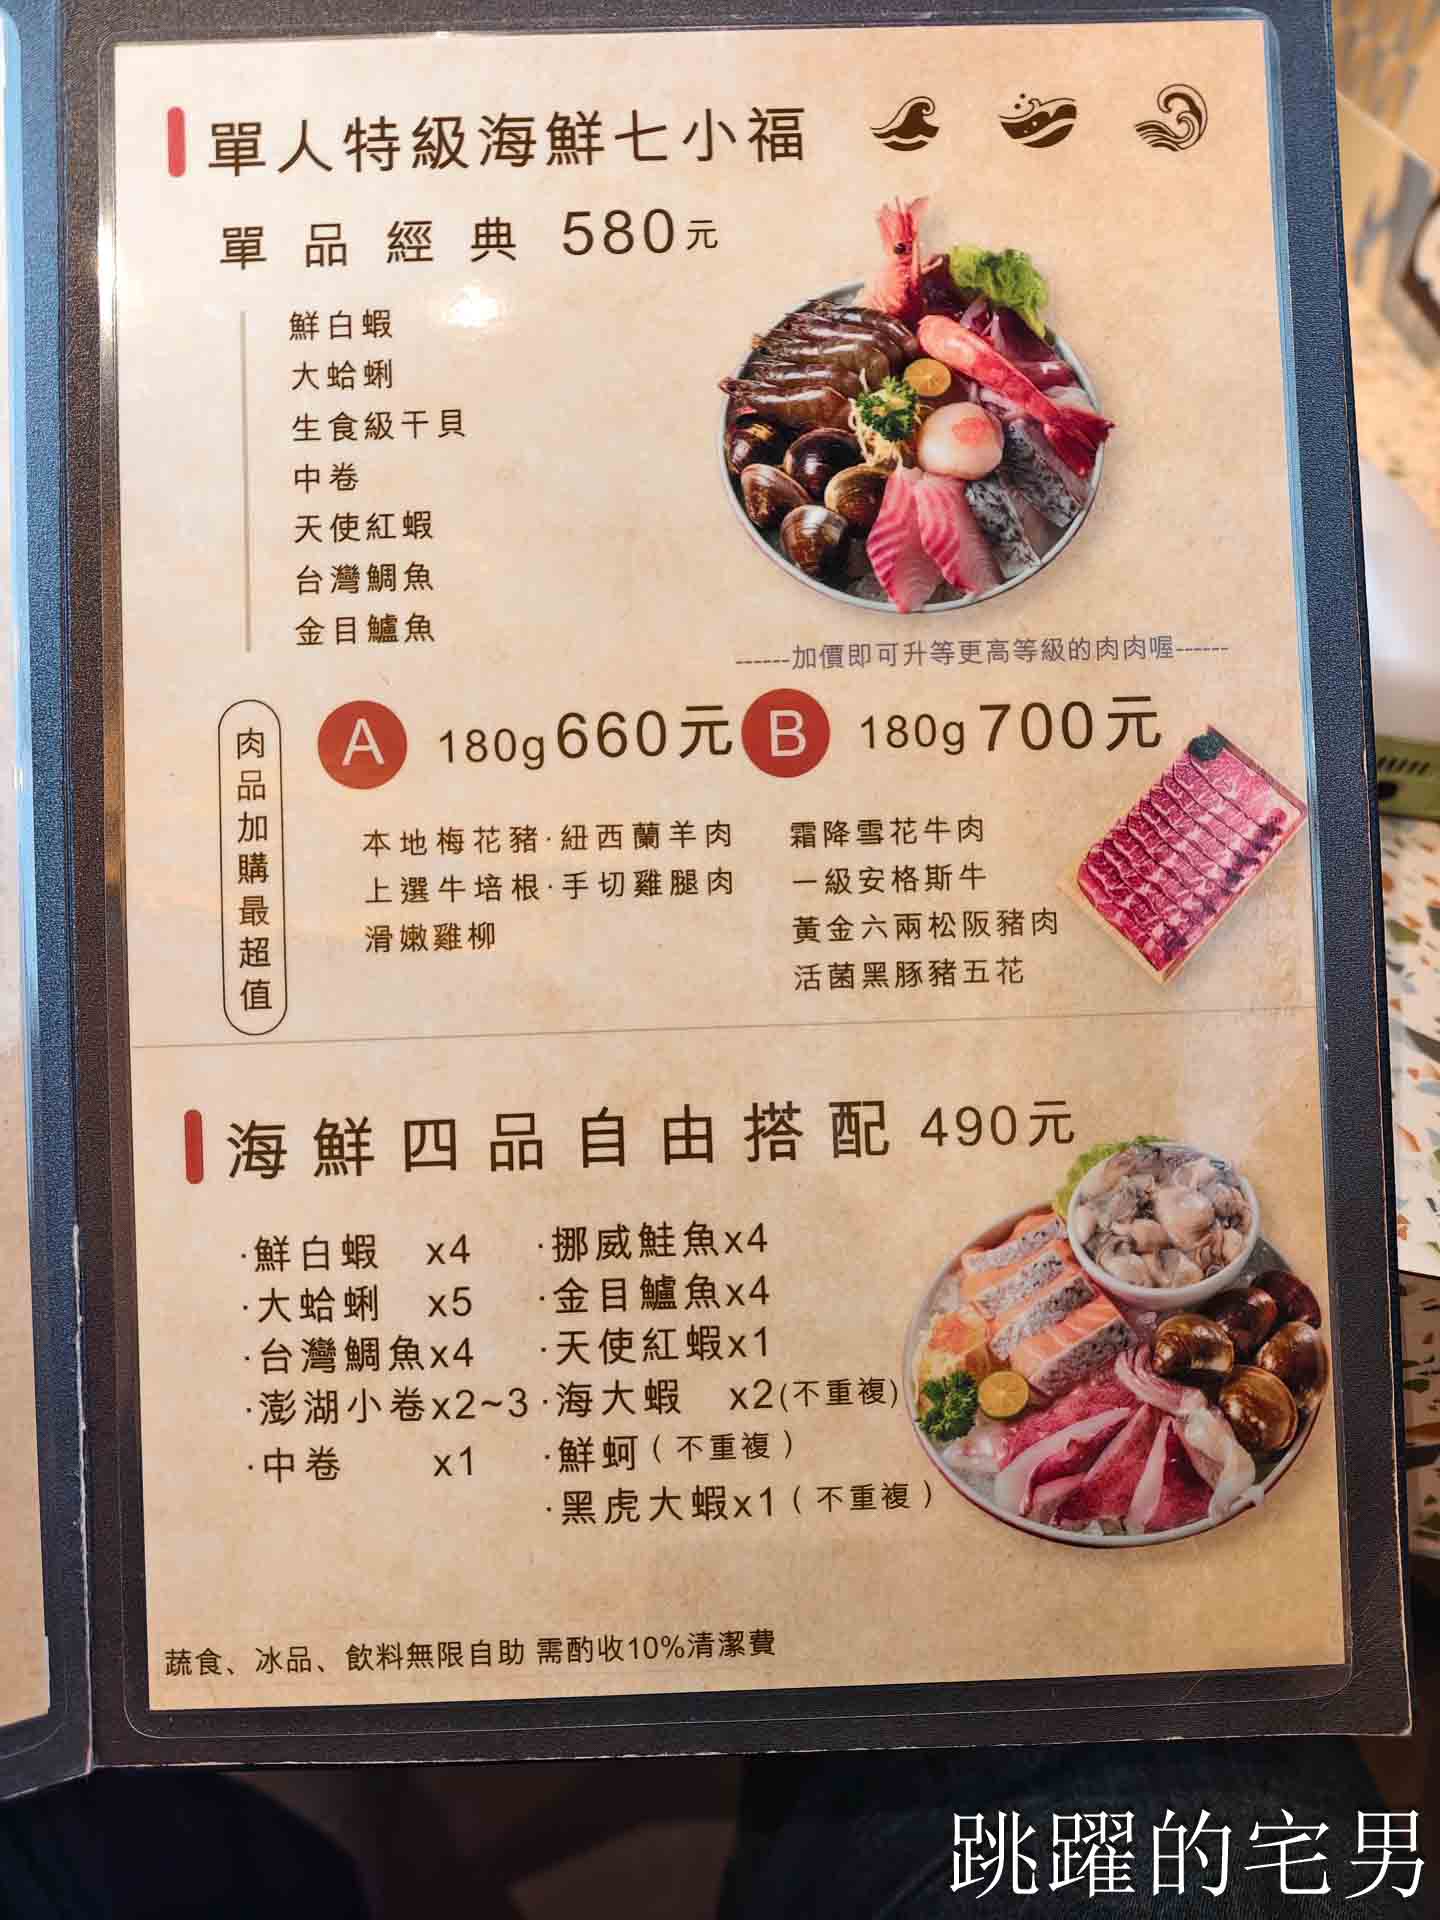 單人特級海鮮七小福
單品經典 580元
鮮白蝦
大蛤蜊
生食級干貝
中卷
天使紅蝦
台灣鯛魚
金目鱸魚
------加價即可升等更高等級的肉肉喔------
肉品加購最超值
A 180g 660元
本地梅花豬·紐西蘭羊肉
上選牛培根·手切雞腿肉
滑嫩雞柳
B 180g 700元
霜降雪花牛肉
一級安格斯牛
黃金六兩松阪豬肉
活菌黑豚豬五花
海鮮四品自由搭配 490元
·鮮白蝦 x4
·大蛤蜊 x5
·台灣鯛魚x4
·澎湖小卷x2~3
·中卷 x1
·挪威鮭魚x4
·金目鱸魚x4
·天使紅蝦x1
·海大蝦 x2(不重複)
·鮮蚵（不重複）
·黑虎大蝦x1（不重複）
蔬食、冰品、飲料無限自助 需酌收10%清潔費
跳躍的宅男